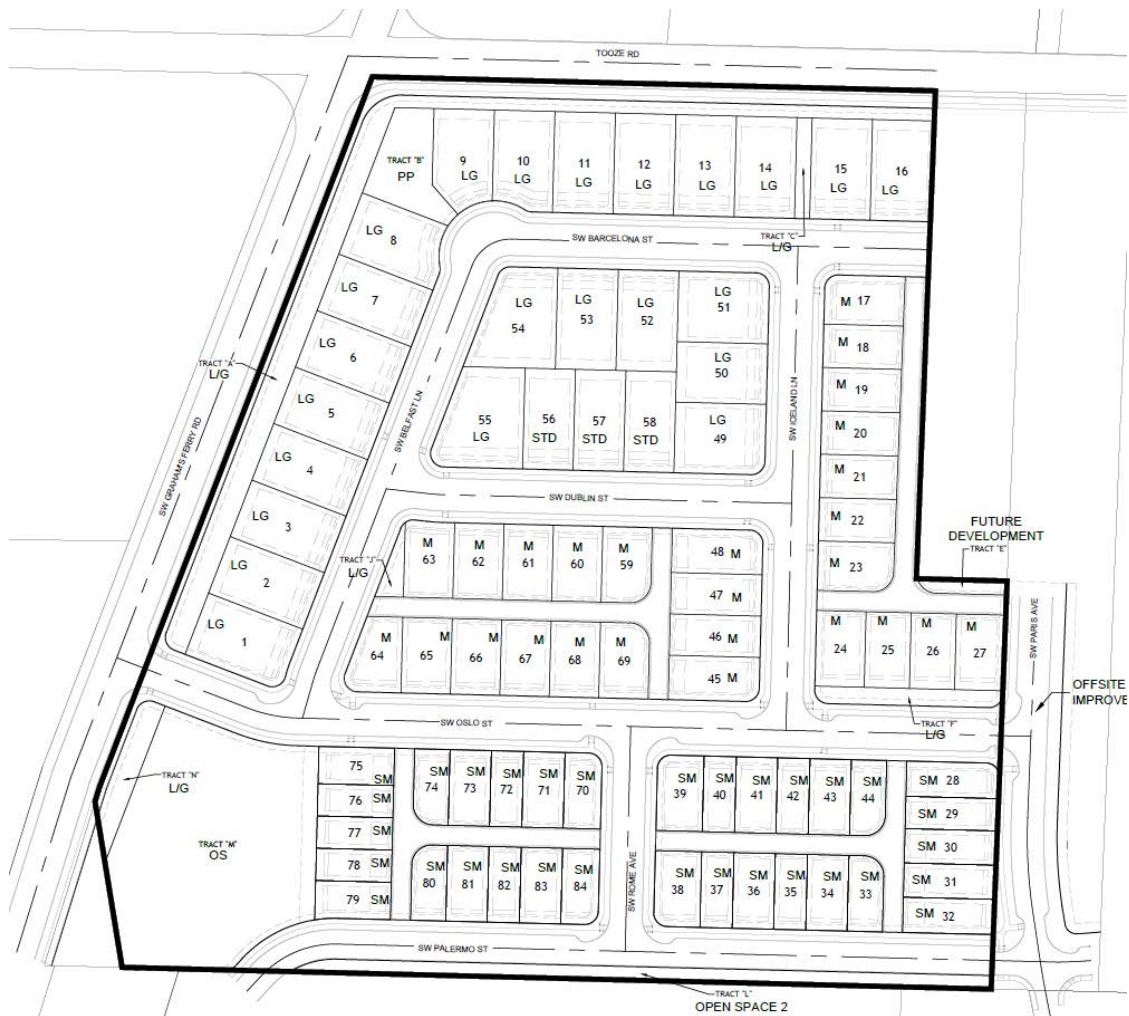 TOOZE RD
TRACT "B"
PP
9
LG
10
LG
11
LG
12
LG
13
LG
14
LG
15
LG
16
LG
LG 8
SW BARCELONA ST
TRACT "C"
L/G
LG 7
LG
54
LG
53
LG
52
LG
51
M 17
LG 6
M 18
TRACT "A"
L/G
LG
50
M 19
LG 5
SW BELFAST LN
55
LG
56
STD
57
STD
58
STD
LG
49
SW ICELAND LN
M 20
SW GRAHAMS FERRY RD
LG 4
M 21
SW DUBLIN ST
LG 3
M 22
FUTURE
DEVELOPMENT
TRACT "E"
TRACT "J"
L/G
M
63
M
62
M
61
M
60
M
59
48 M
M 23
LG 2
47 M
LG 1
M
64
M
65
M
66
M
67
M
68
M
69
46 M
45 M
M
24
M
25
M
26
M
27
SW PARIS AVE
OFFSITE
IMPROVE
SW OSLO ST
TRACT "F"
L/G
TRACT "N"
L/G
75 SM
76 SM
77 SM
78 SM
79 SM
SM
74
SM
73
SM
72
SM
71
SM
70
SM
39
SM
40
SM
41
SM
42
SM
43
SM
44
SM 28
SM 29
SM 30
SM 31
SM 32
TRACT "M"
OS
SM
80
SM
81
SM
82
SM
83
SM
84
SW ROME AVE
SM
38
SM
37
SM
36
SM
35
SM
34
SM
33
SW PALERMO ST
TRACT "L"
OPEN SPACE 2